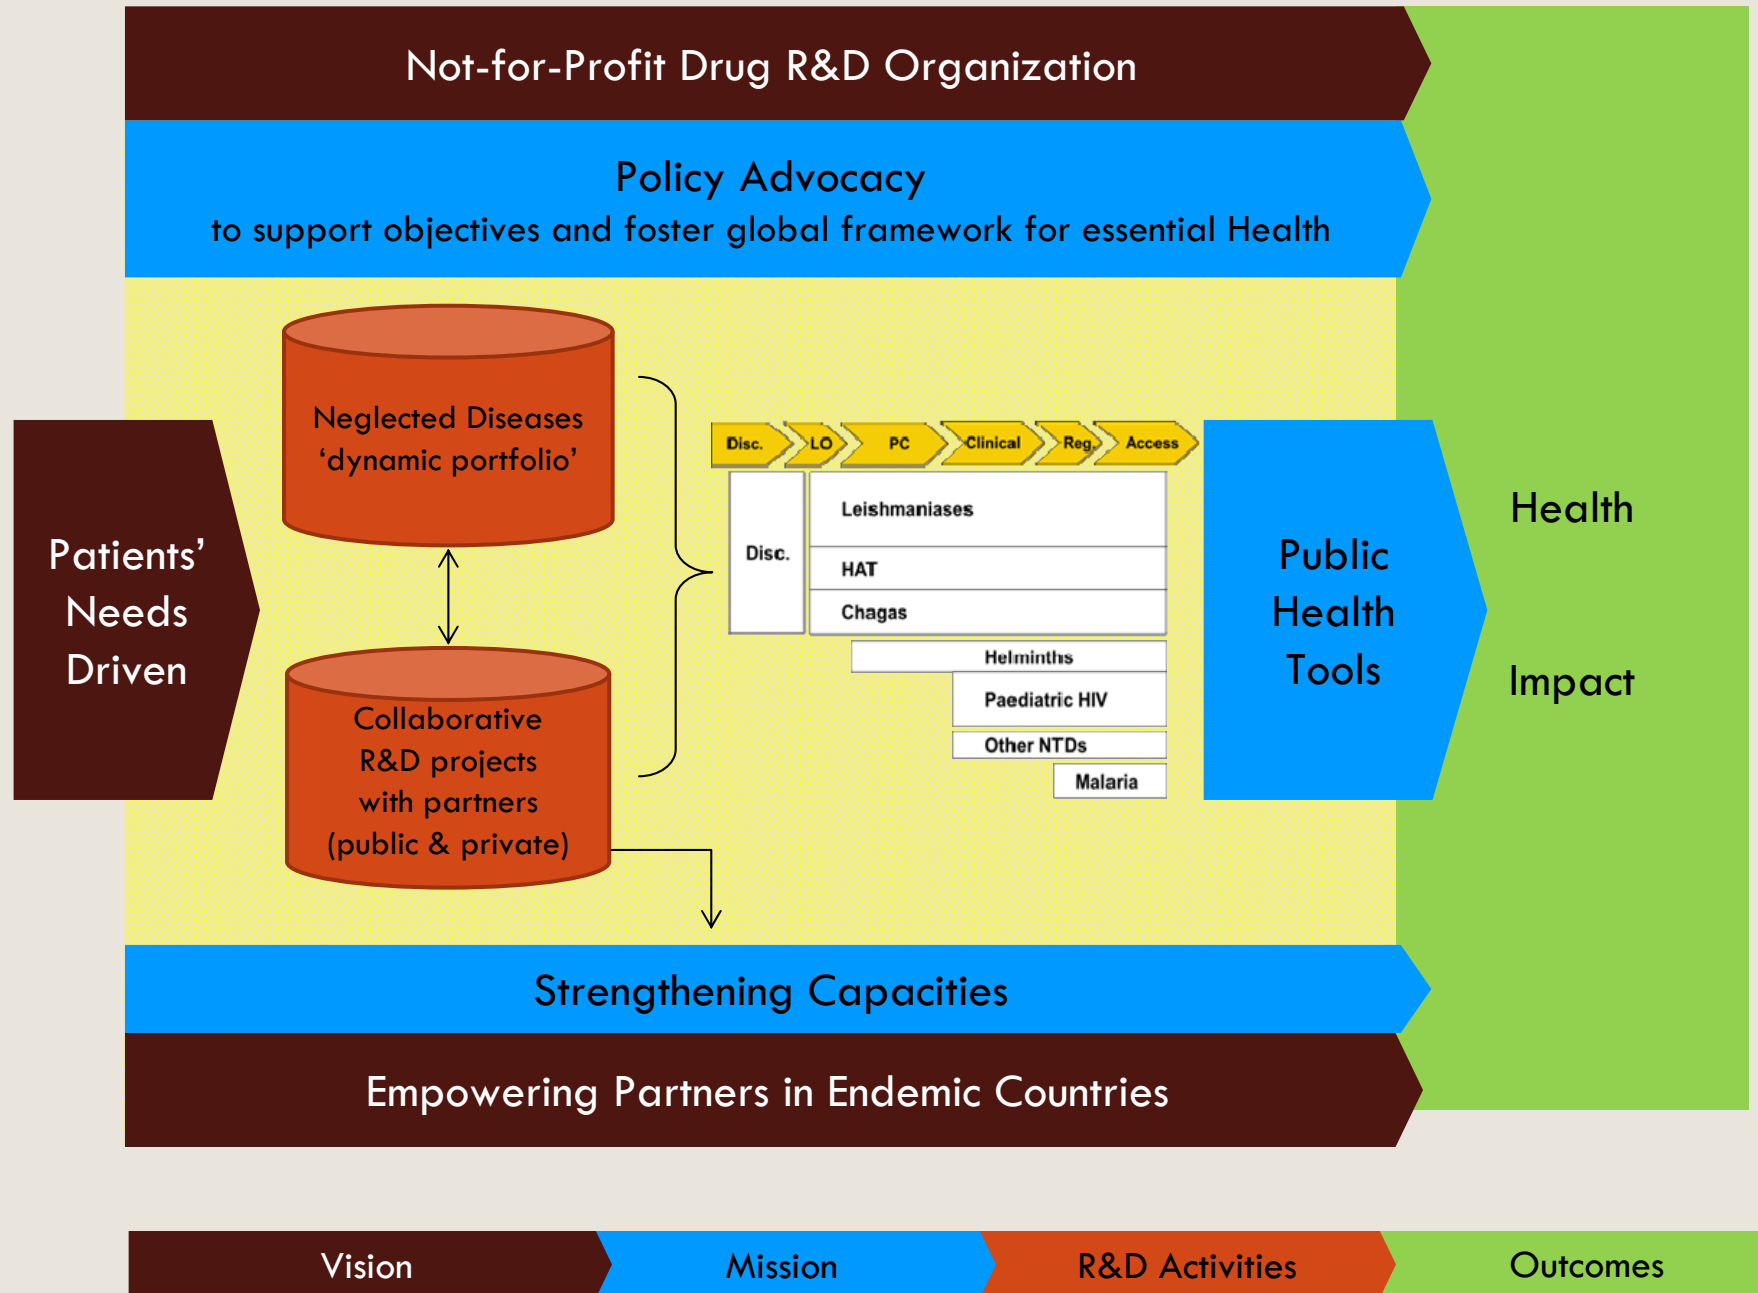 Not-for-Profit Drug R&D Organization
Policy Advocacy
to support objectives and foster global framework for essential Health
Neglected Diseases
‘dynamic portfolio’
Patients’
Needs
Driven
Collaborative
R&D projects
with partners
(public & private)
Disc.
LO
PC
Clinical
Reg.
Access
Disc.
Leishmaniases
HAT
Chagas
Helminths
Paediatric HIV
Other NTDs
Malaria
Public
Health
Tools
Health
Impact
Strengthening Capacities
Empowering Partners in Endemic Countries
Vision
Mission
R&D Activities
Outcomes